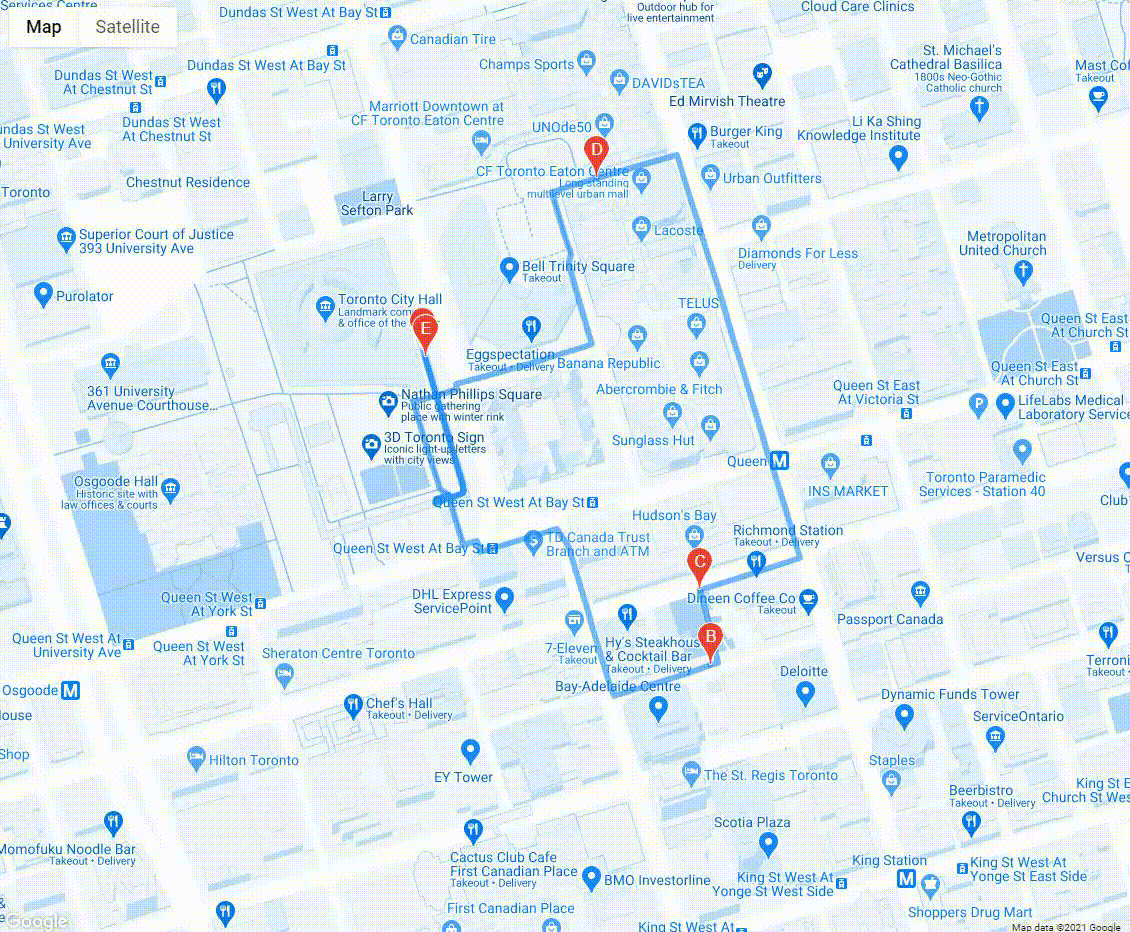 Services Centre
Map
Satellite
Dundas St West At Bay St
Outdoor hub for
live entertainment
Cloud Care Clinics
Canadian Tire
Dundas St West At Bay St
Champs Sports
St. Michael's
Cathedral Basilica
1800s Neo-Gothic
Catholic church
Dundas St West
At Chestnut St
DAVIDsTEA
Mast Cof
Takeout
Ed Mirvish Theatre
Marriott Downtown at
CF Toronto Eaton Centre
Dundas St West
At Chestnut St
undas St West
University Ave
UNOde50
Burger King
Takeout
Li Ka Shing
Knowledge Institute
D
CF Toronto Eaton Centre
Long-standing
multilevel urban mall
Urban Outfitters
Chestnut Residence
Toronto
Larry
Sefton Park
Lacoste
Superior Court of Justice
393 University Ave
Metropolitan
United Church
Diamonds For Less
Delivery
Bell Trinity Square
Takeout
Purolator
Toronto City Hall
Landmark com
& office of the
TELUS
E
Queen St East
At Church St
Eggspectation
Takeout • Delivery
Banana Republic
Queen St East
At Church St
361 University
Avenue Courthouse...
Abercrombie & Fitch
Queen St East
At Victoria St
Nathan Phillips Square
Public gathering
place with winter rink
P
LifeLabs Medical
Laboratory Service
3D Toronto Sign
Iconic light-up letters
with city views
Sunglass Hut
Queen
M
Osgoode Hall
Historic site with
law offices & courts
INS MARKET
Toronto Paramedic
Services - Station 40
Club
Queen St West At Bay St
Hudson's Bay
Richmond Station
Takeout • Delivery
$
TD Canada Trust
Branch and ATM
Queen St West At Bay St
Versus C
C
DHL Express
ServicePoint
Dineen Coffee Co
Takeout
Queen St West
At York St
Passport Canada
Queen St West At
University Ave
Queen St West
At York St
B
Hy's Steakhous
& Cocktail Bar
Takeout • Delivery
7-Eleven
Takeout
Sheraton Centre Toronto
Terroni
Takeout
Deloitte
Osgoode
M
Bay-Adelaide Centre
Dynamic Funds Tower
Chef's Hall
Takeout • Delivery
ouse
ServiceOntario
Shop
Hilton Toronto
EY Tower
Staples
The St. Regis Toronto
King St E
Church St Wes
Beerbistro
Takeout • Delivery
Scotia Plaza
Momofuku Noodle Bar
Takeout • Delivery
Cactus Club Cafe
First Canadian Place
Takeout • Delivery
King Station
M
King St West At
Yonge St East Side
BMO Investorline
King St West At
Yonge St West Side
&
e
First Canadian Place
Shoppers Drug Mart
Google
King St West At
Map data ©2021 Google